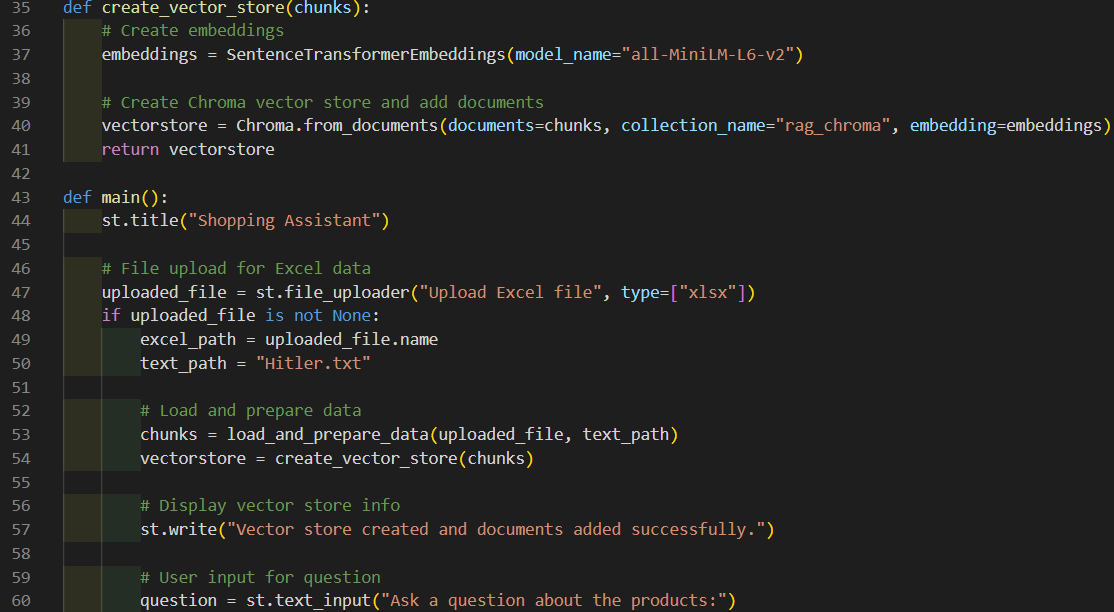 35 def create_vector_store(chunks):
36     # Create embeddings
37     embeddings = SentenceTransformerEmbeddings(model_name="all-MiniLM-L6-v2")
38
39     # Create Chroma vector store and add documents
40     vectorstore = Chroma.from_documents(documents=chunks, collection_name="rag_chroma", embedding=embeddings)
41     return vectorstore
42
43 def main():
44     st.title("Shopping Assistant")
45
46     # File upload for Excel data
47     uploaded_file = st.file_uploader("Upload Excel file", type=["xlsx"])
48     if uploaded_file is not None:
49         excel_path = uploaded_file.name
50         text_path = "Hitler.txt"
51
52         # Load and prepare data
53         chunks = load_and_prepare_data(uploaded_file, text_path)
54         vectorstore = create_vector_store(chunks)
55
56         # Display vector store info
57         st.write("Vector store created and documents added successfully.")
58
59         # User input for question
60         question = st.text_input("Ask a question about the products:")